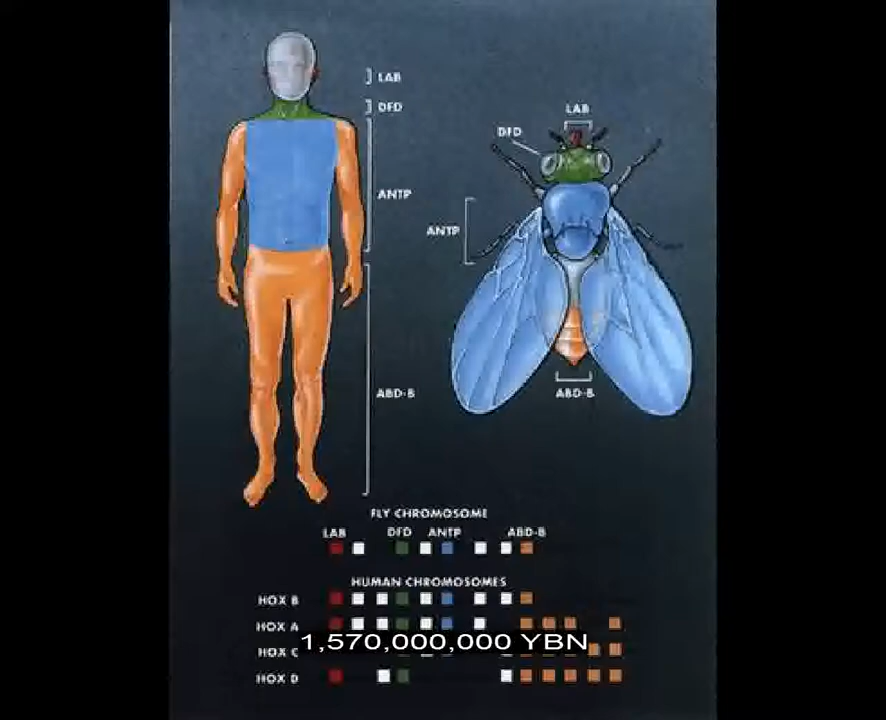 LAB
DFD
ANTP
ABD-B
LAB
DFD
ANTP
ABD-B
FLY CHROMOSOME
LAB DFD ANTP ABD-B
HUMAN CHROMOSOMES
HOX B
HOX A
1,570,000,000 YBN
HOX C
HOX D